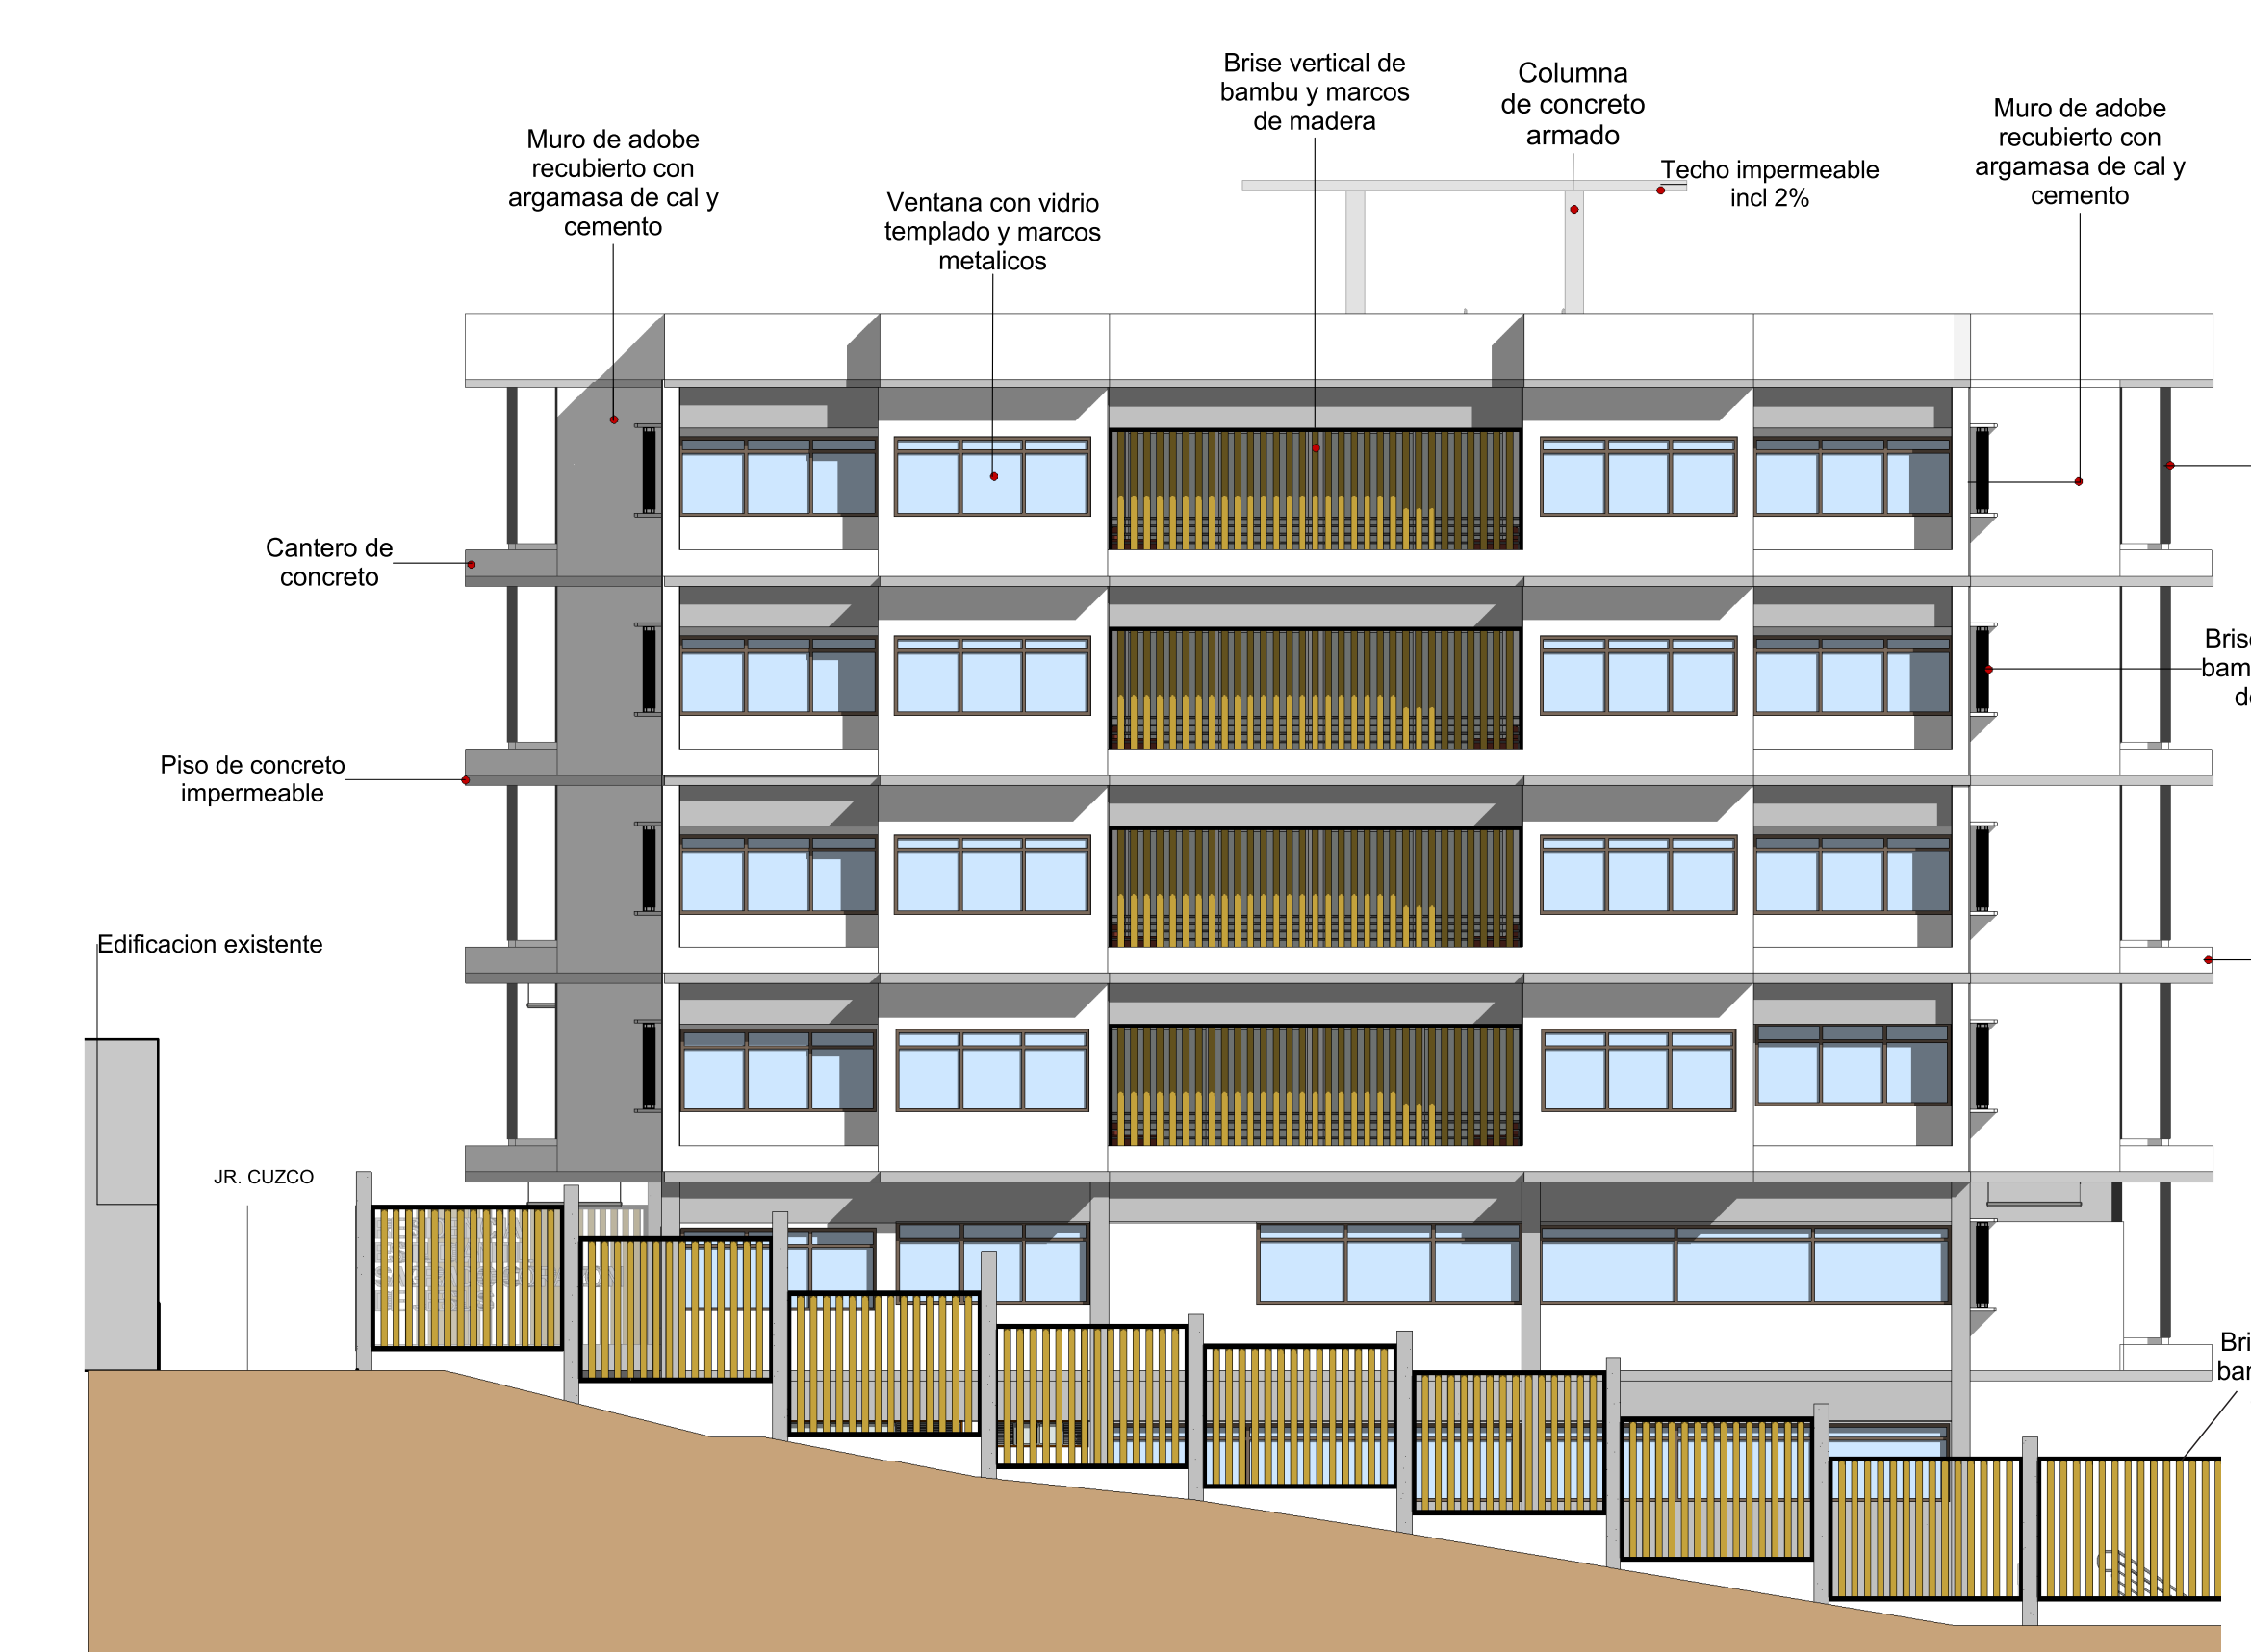 Brise vertical de
bambu y marcos
de madera
Columna
de concreto
armado
Muro de adobe
recubierto con
argamasa de cal y
cemento
Muro de adobe
recubierto con
argamasa de cal y
cemento
Techo impermeable
incl 2%
Ventana con vidrio
templado y marcos
metalicos
Cantero de
concreto
Piso de concreto
impermeable
Edificacion existente
JR. CUZCO